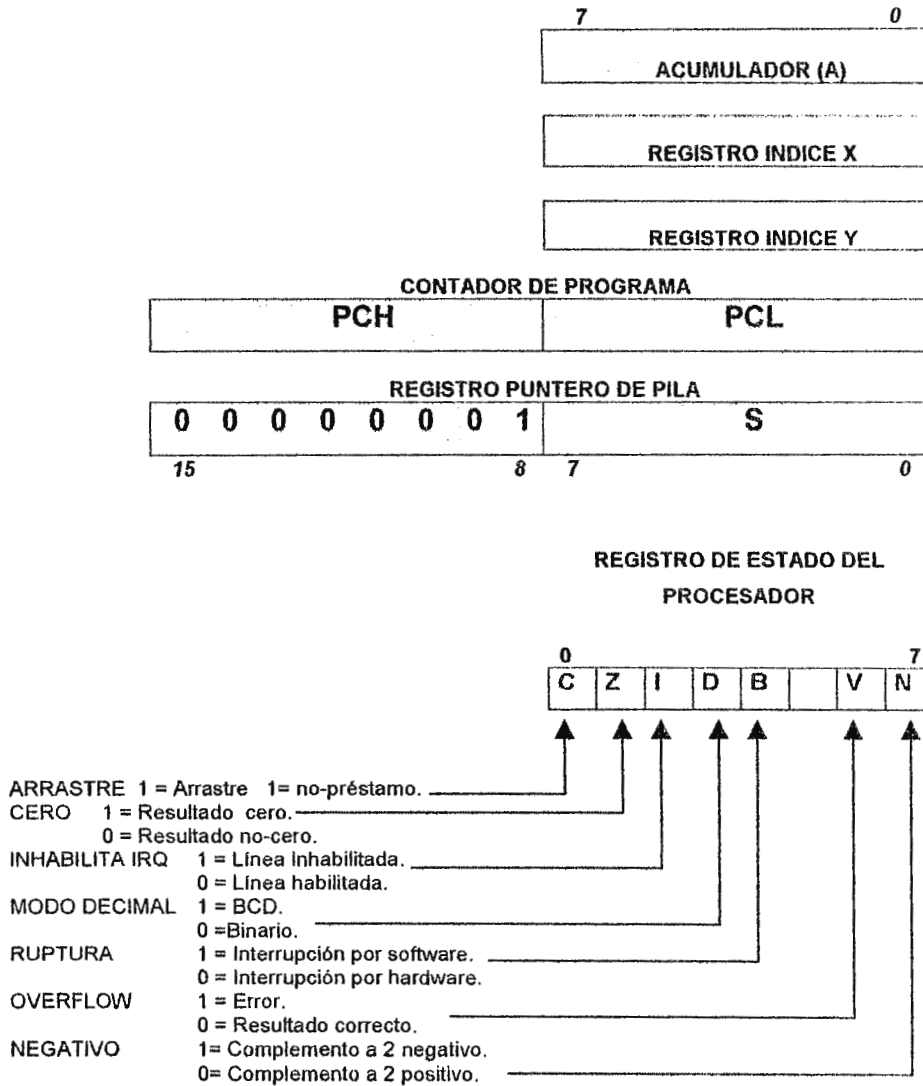 7 0
ACUMULADOR (A)
REGISTRO INDICE X
REGISTRO INDICE Y
CONTADOR DE PROGRAMA
PCH PCL
REGISTRO PUNTERO DE PILA
0 0 0 0 0 0 0 1 S
15 8 7 0
REGISTRO DE ESTADO DEL
PROCESADOR
0 7
C Z I D B V N
ARRASTRE 1 = Arrastre 1= no-préstamo.
CERO 1 = Resultado cero.
0 = Resultado no-cero.
INHABILITA IRQ 1 = Línea Inhabilitada.
0 = Línea habilitada.
MODO DECIMAL 1 = BCD.
0 =Binario.
RUPTURA 1 = Interrupción por software.
0 = Interrupción por hardware.
OVERFLOW 1 = Error.
0 = Resultado correcto.
NEGATIVO 1= Complemento a 2 negativo.
0= Complemento a 2 positivo.